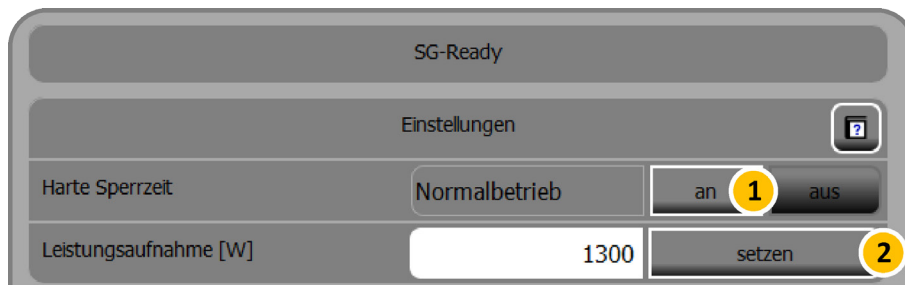 SG-Ready
Einstellungen ?
Harte Sperrzeit Normalbetrieb an 1 aus
Leistungsaufnahme [W] 1300 setzen 2